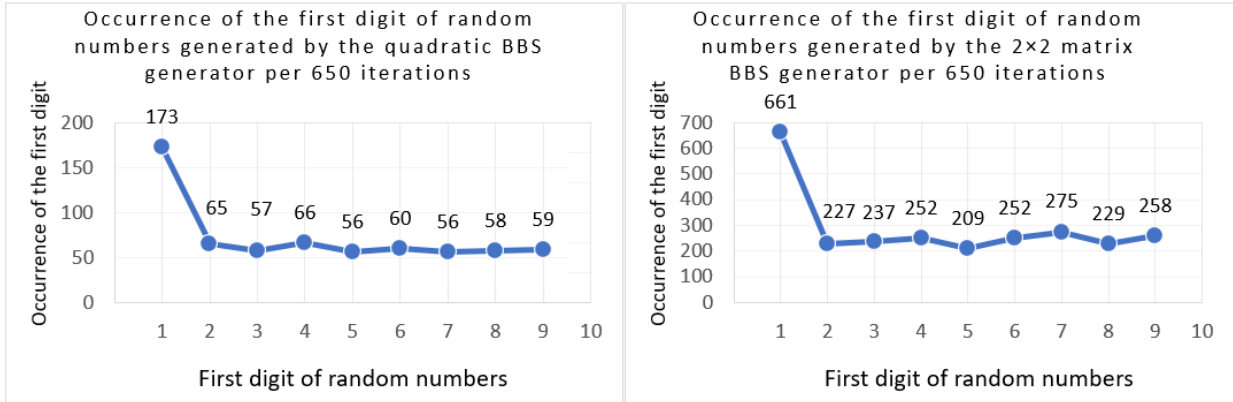 Occurrence of the first digit of random
numbers generated by the quadratic BBS
generator per 650 iterations
Occurrence of the first digit
200
150
100
50
0
173
65
57
66
56
60
56
58
59
1 2 3 4 5 6 7 8 9 10
First digit of random numbers
Occurrence of the first digit of random
numbers generated by the 2×2 matrix
BBS generator per 650 iterations
Occurrence of the first digit
700
600
500
400
300
200
100
0
661
227
237
252
209
252
275
229
258
1 2 3 4 5 6 7 8 9 10
First digit of random numbers